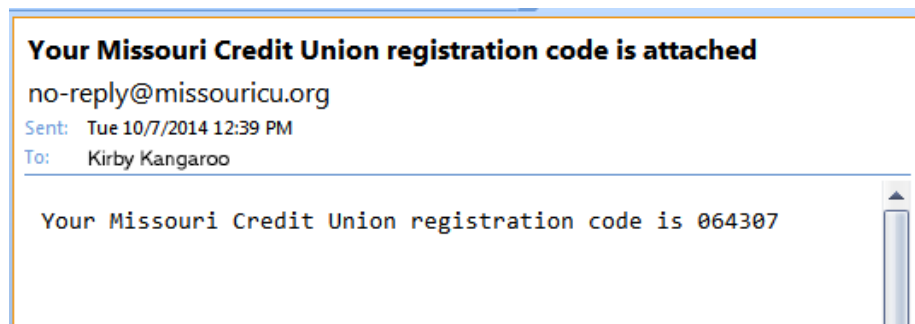 Your Missouri Credit Union registration code is attached
no-reply@missouricu.org
Sent: Tue 10/7/2014 12:39 PM
To: Kirby Kangaroo
Your Missouri Credit Union registration code is 064307